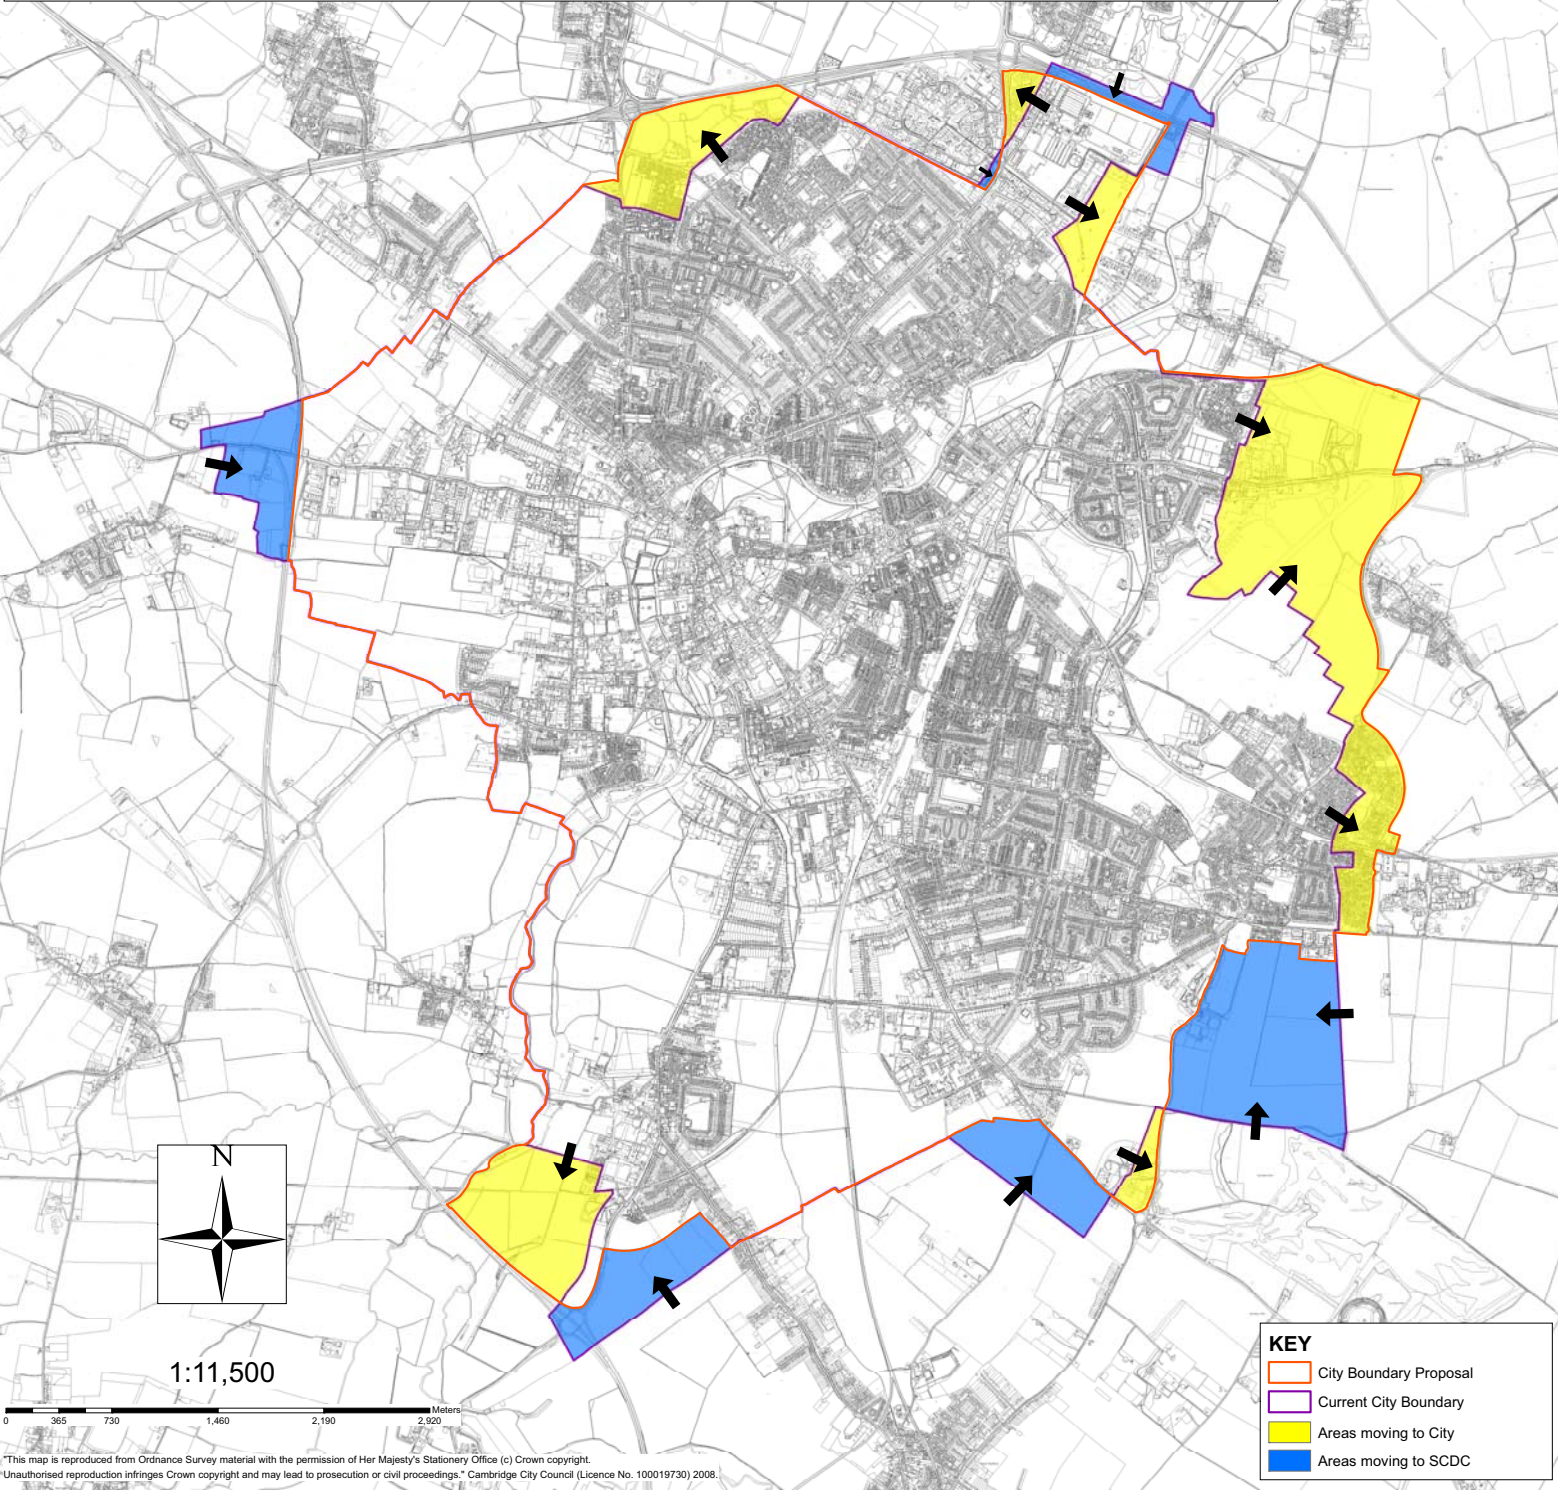 N
1:11,500
Meters
0 365 730 1,460 2,190 2,920
"This map is reproduced from Ordnance Survey material with the permission of Her Majesty's Stationery Office (c) Crown copyright.
Unauthorised reproduction infringes Crown copyright and may lead to prosecution or civil proceedings." Cambridge City Council (Licence No. 100019730) 2008.
KEY
City Boundary Proposal
Current City Boundary
Areas moving to City
Areas moving to SCDC